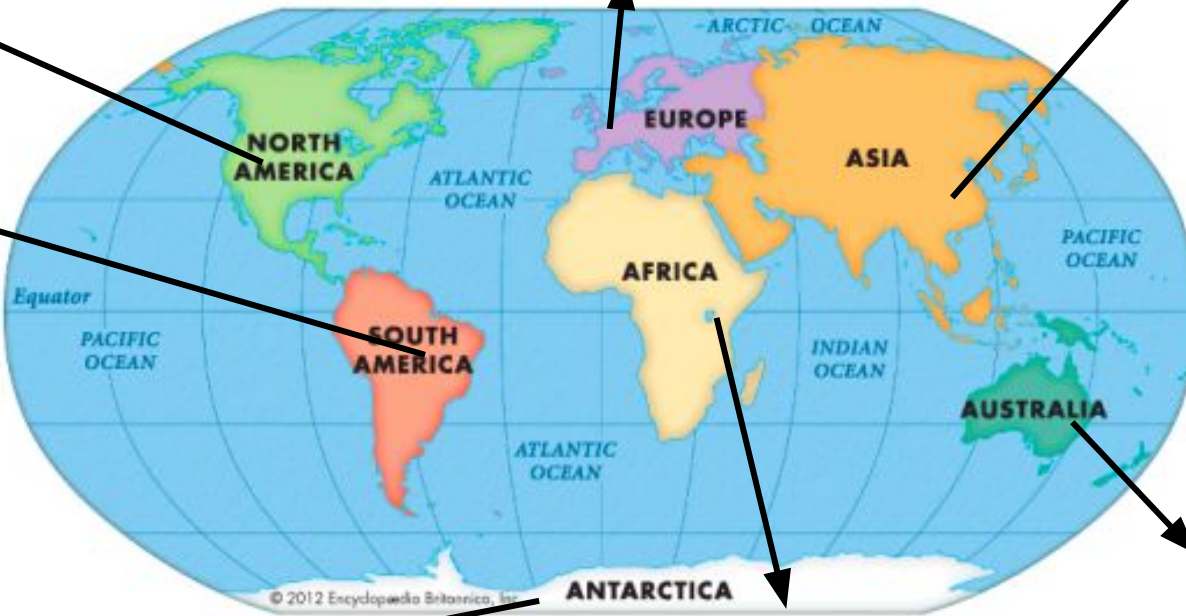 ARCTIC OCEAN
EUROPE
NORTH
AMERICA
ASIA
ATLANTIC
OCEAN
PACIFIC
OCEAN
AFRICA
Equator
SOUTH
AMERICA
PACIFIC
OCEAN
INDIAN
OCEAN
AUSTRALIA
ATLANTIC
OCEAN
ANTARCTICA
© 2012 Encyclopædia Britannica, Inc.